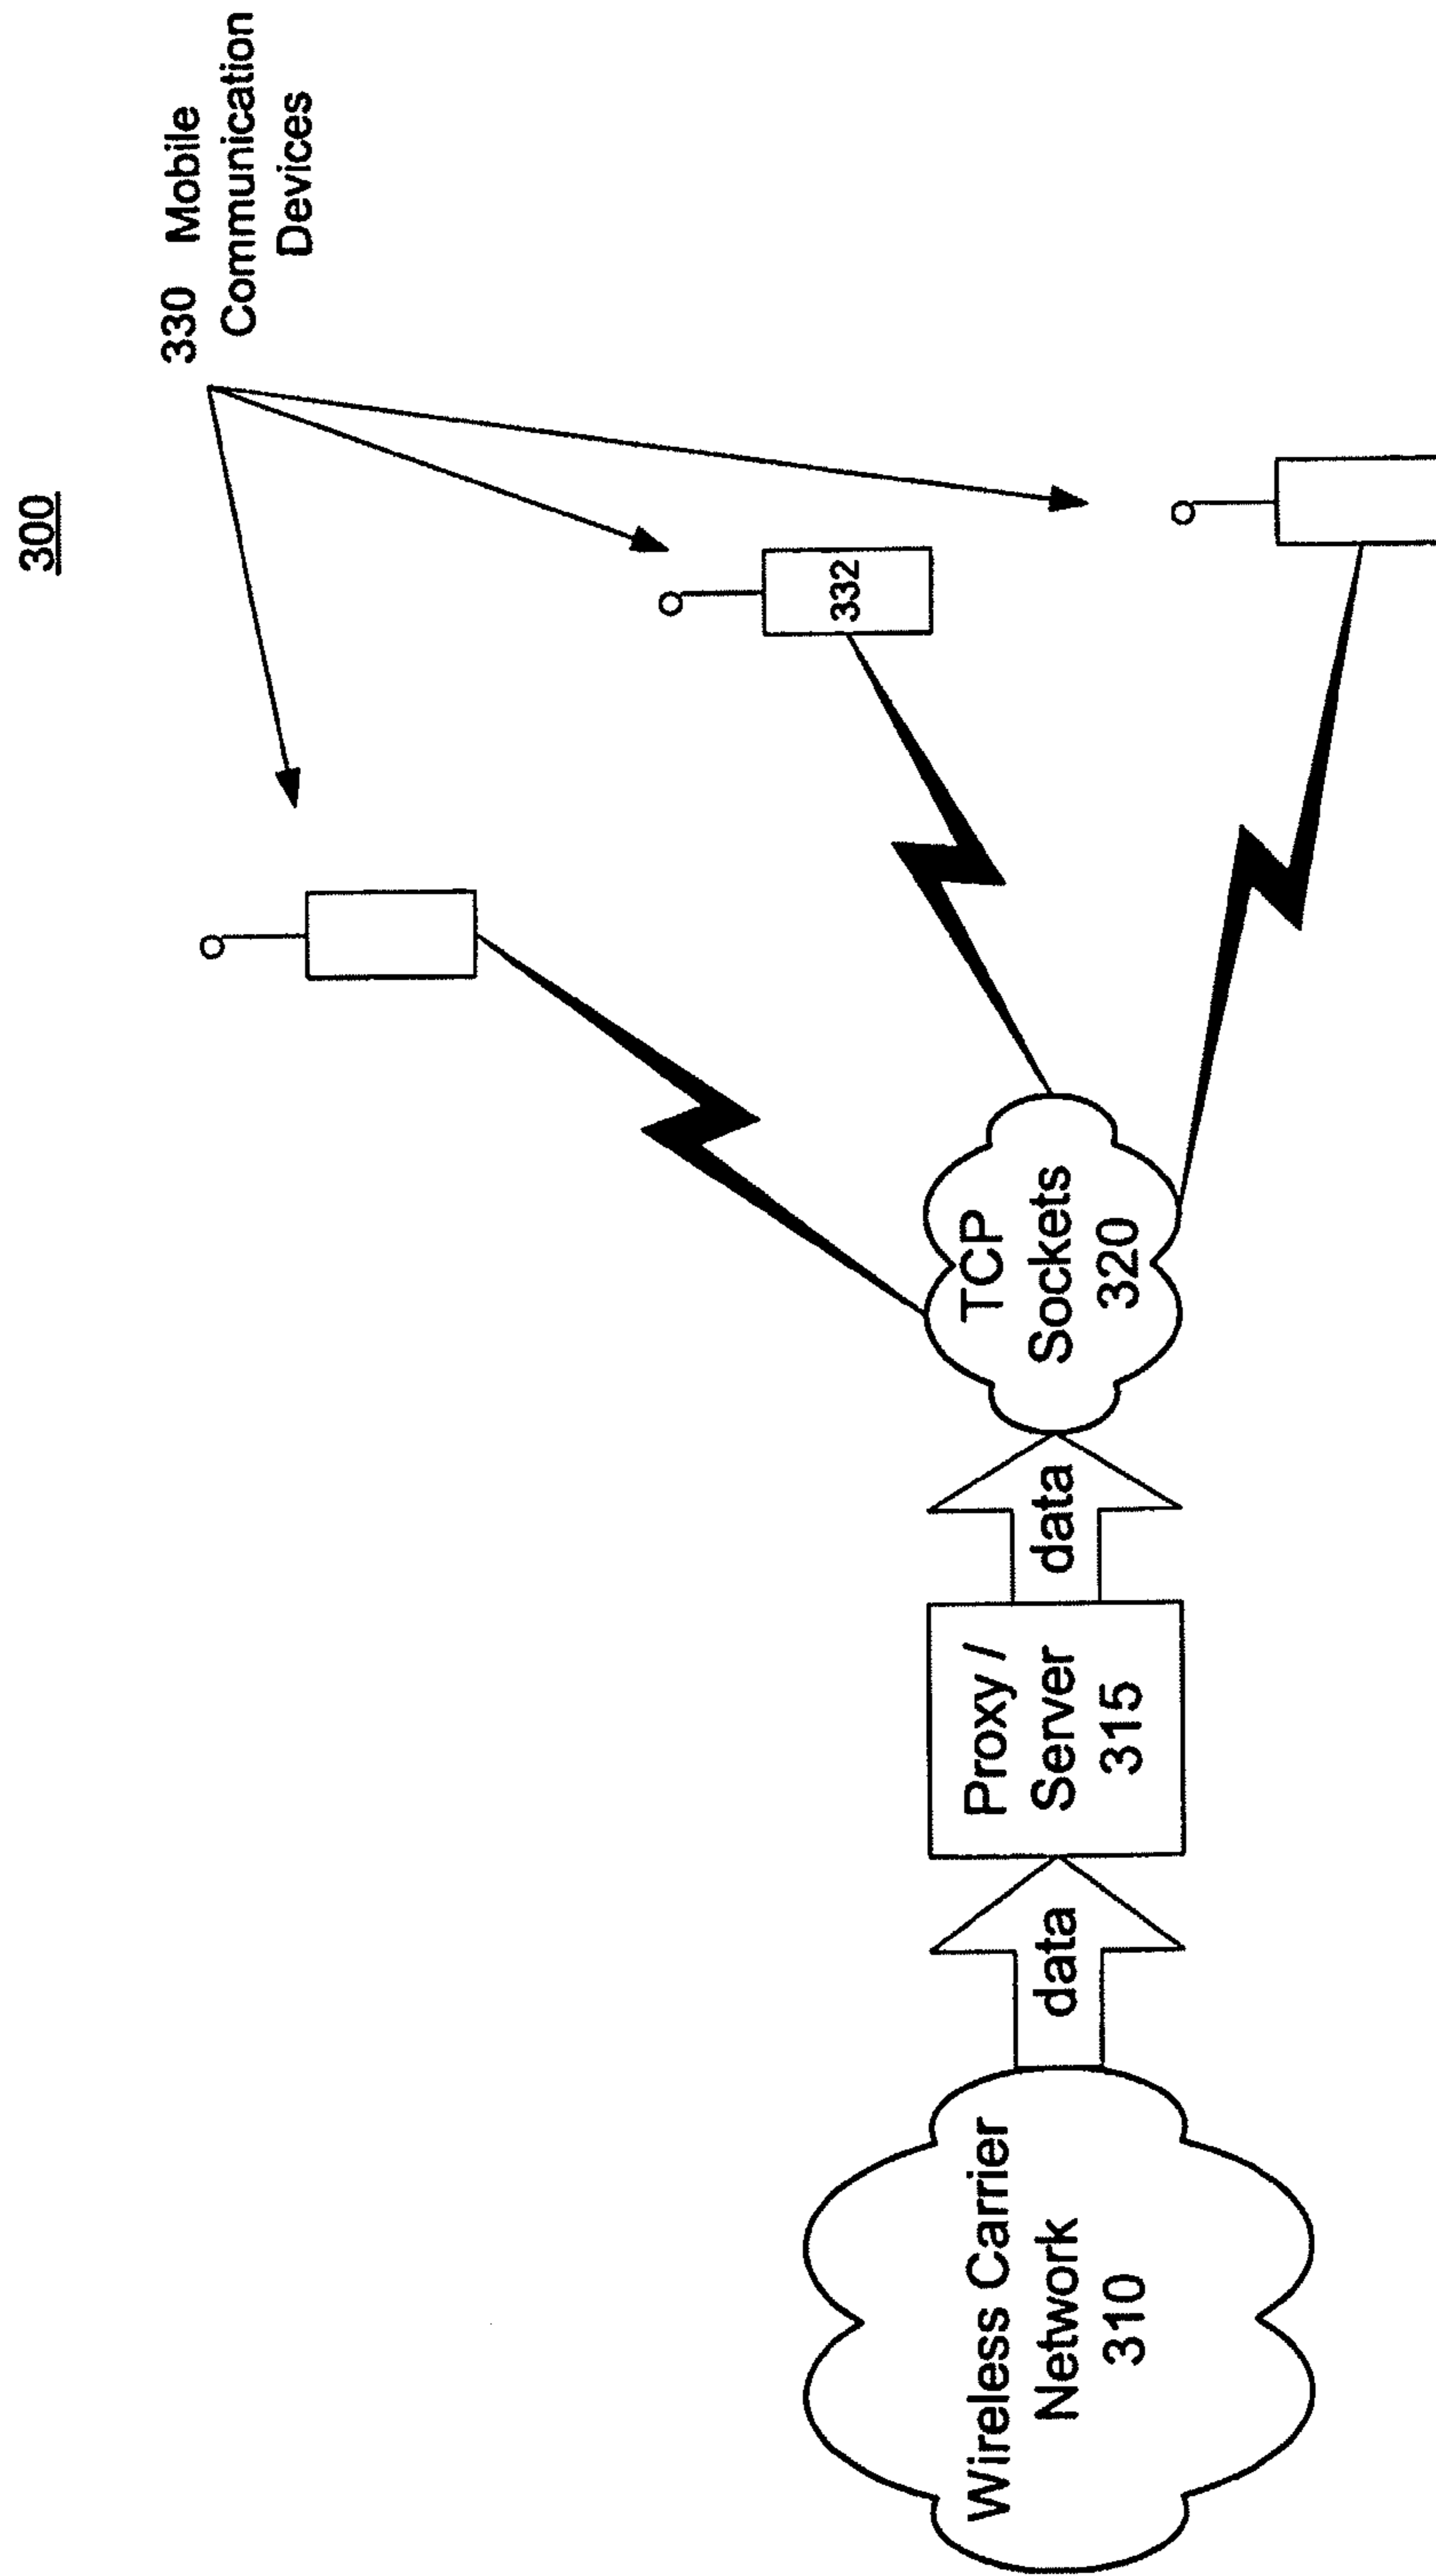 300
330 Mobile
Communication
Devices
332
Wireless Carrier
Network
310
data
Proxy /
Server
315
data
TCP
Sockets
320